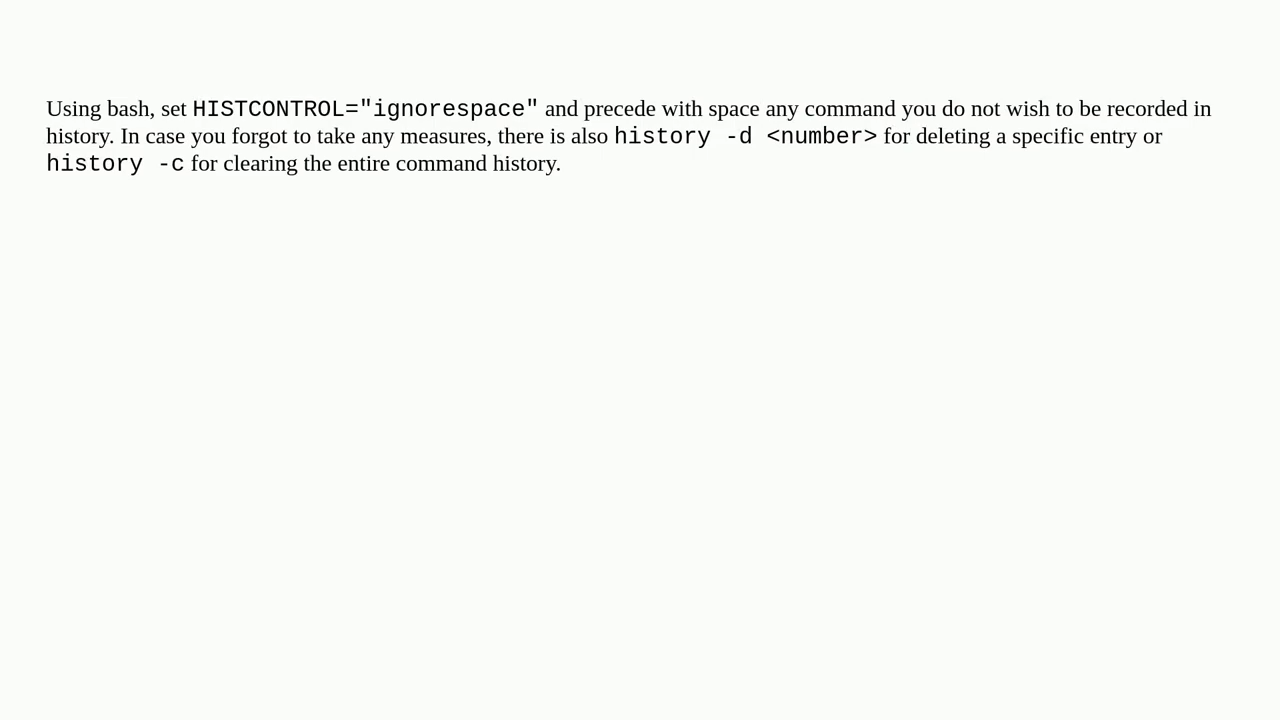 Using bash, set HISTCONTROL="ignorespace" and precede with space any command you do not wish to be recorded in
history. In case you forgot to take any measures, there is also history -d <number> for deleting a specific entry or
history -c for clearing the entire command history.